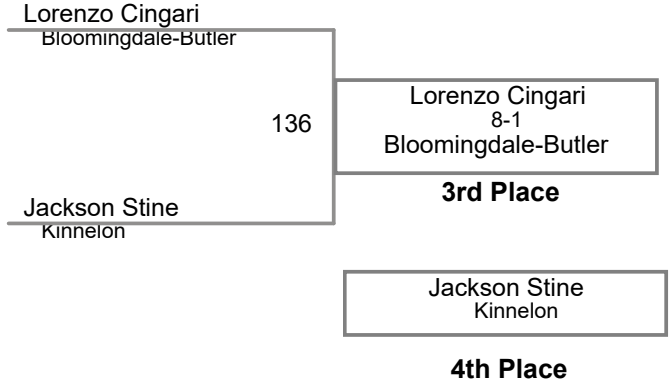 Lorenzo Cingari
Bloomingdale-Butler
136
Lorenzo Cingari
8-1
Bloomingdale-Butler
3rd Place
Jackson Stine
Kinnelon
Jackson Stine
Kinnelon
4th Place